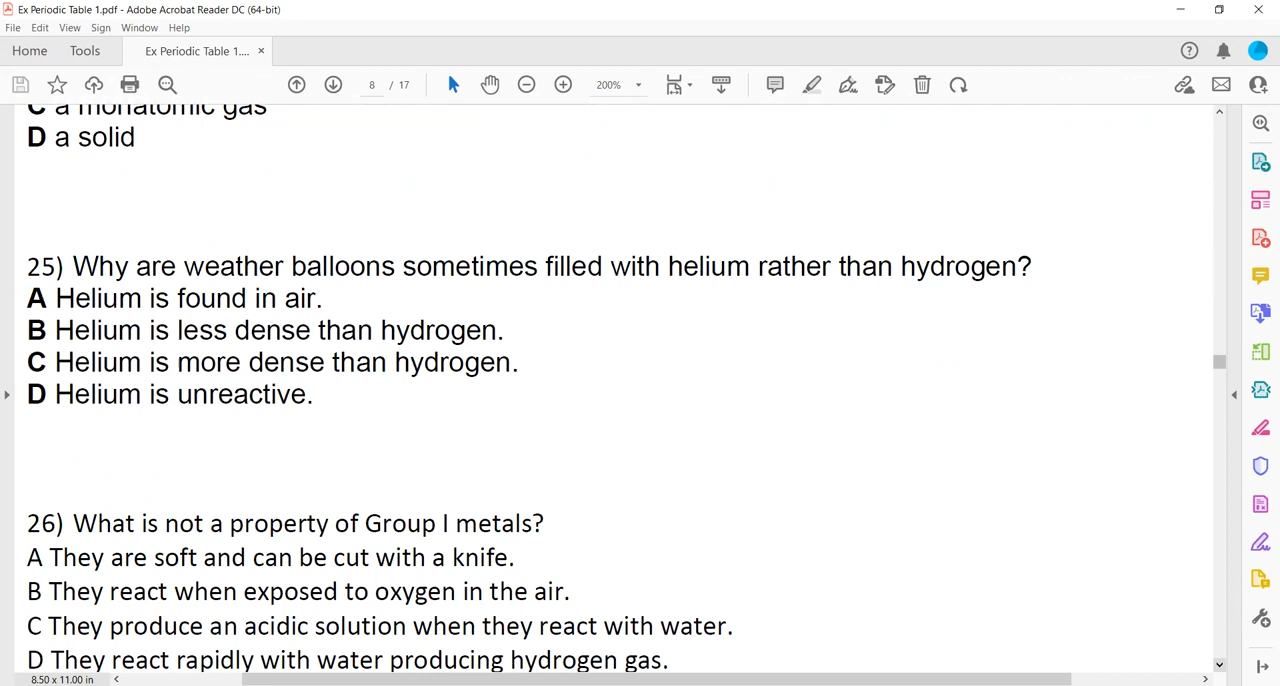 Ex Periodic Table 1.pdf - Adobe Acrobat Reader DC (64-bit)
File Edit View Sign Window Help
Home Tools Ex Periodic Table 1.... ×
8 / 17 200%
C a monatomic gas
D a solid
25) Why are weather balloons sometimes filled with helium rather than hydrogen?
A Helium is found in air.
B Helium is less dense than hydrogen.
C Helium is more dense than hydrogen.
D Helium is unreactive.
26) What is not a property of Group I metals?
A They are soft and can be cut with a knife.
B They react when exposed to oxygen in the air.
C They produce an acidic solution when they react with water.
D They react rapidly with water producing hydrogen gas.
8.50 x 11.00 in